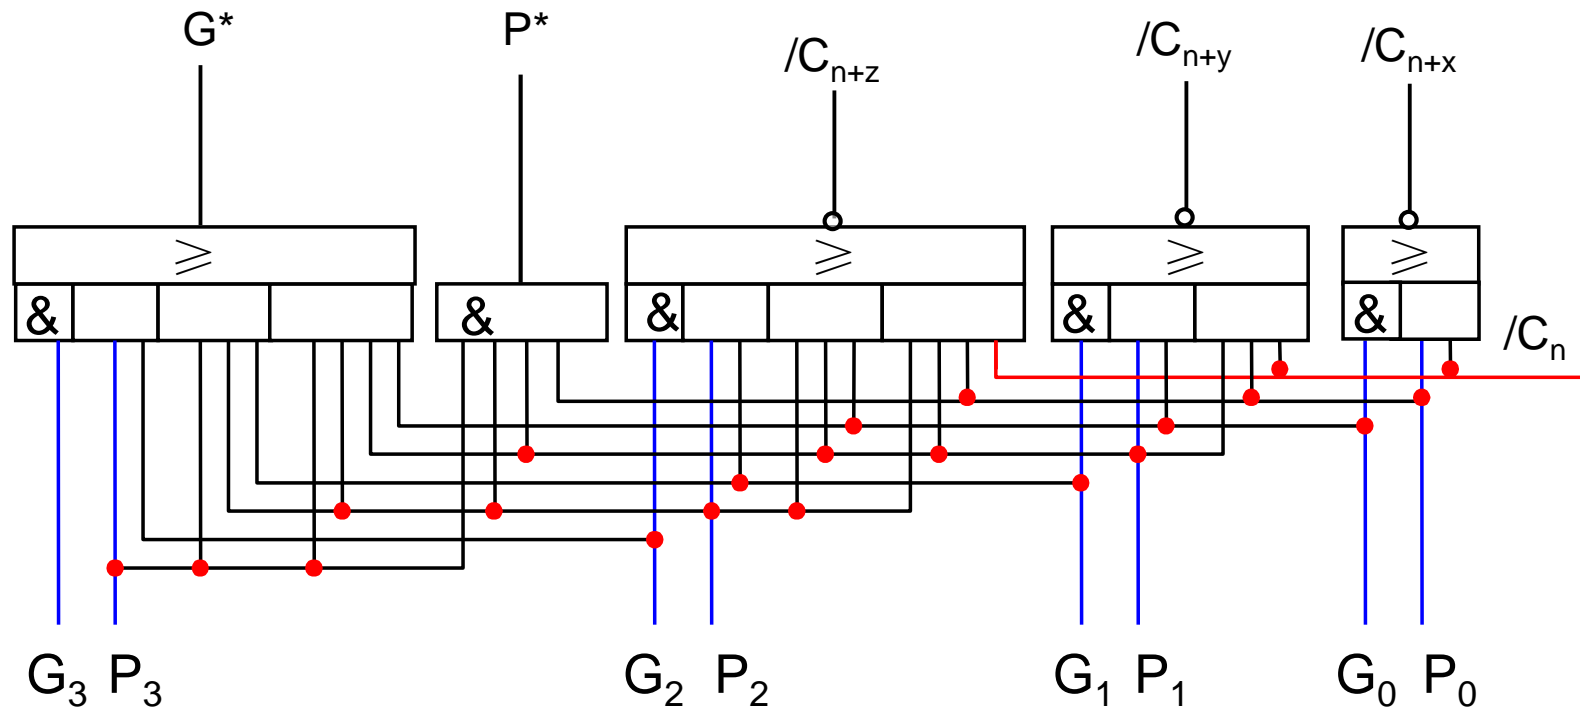 G* P* /Cn+z /Cn+y /Cn+x
≥ ≥ ≥ ≥
& & & & &
/Cn
G3 P3 G2 P2 G1 P1 G0 P0